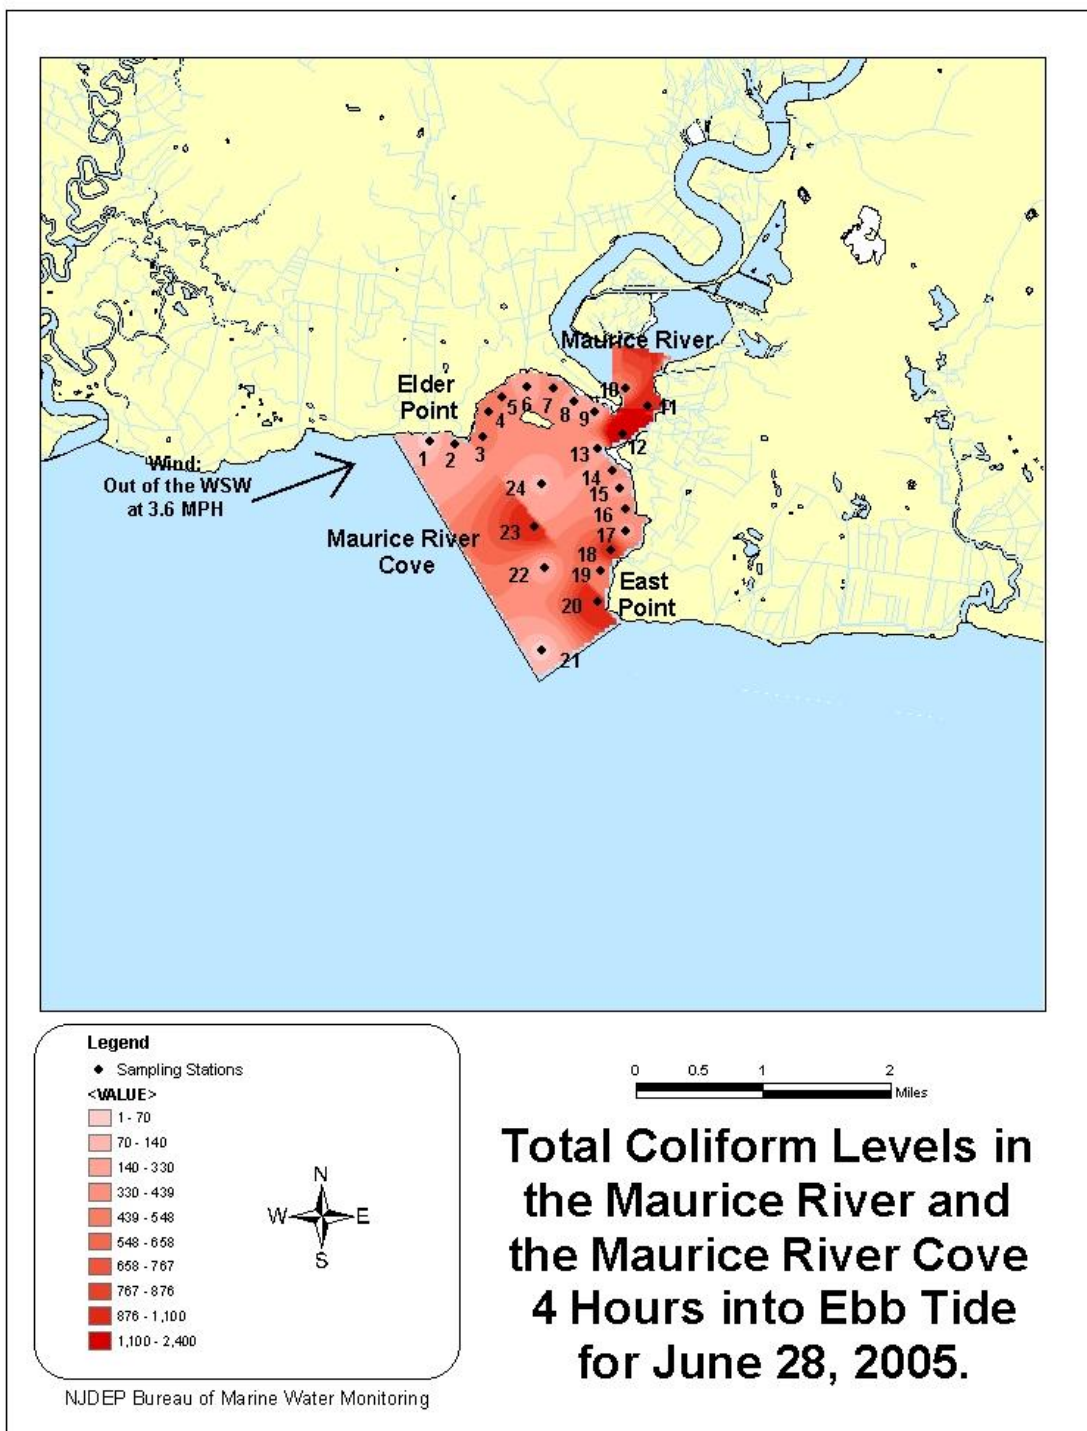 Maurice River
Elder
Point
10
11
5
6
7
8
4
9
12
1
2
3
13
Wind:
Out of the WSW
at 3.6 MPH
24
14
15
16
23
17
Maurice River
Cove
18
22
19
East
Point
20
21
Legend
Sampling Stations
<VALUE>
1 - 70
70 - 140
140 - 330
330 - 439
439 - 548
548 - 658
658 - 767
767 - 876
876 - 1,100
1,100 - 2,400
N
W E
S
NJDEP Bureau of Marine Water Monitoring
0 0.5 1 2
Miles
Total Coliform Levels in
the Maurice River and
the Maurice River Cove
4 Hours into Ebb Tide
for June 28, 2005.